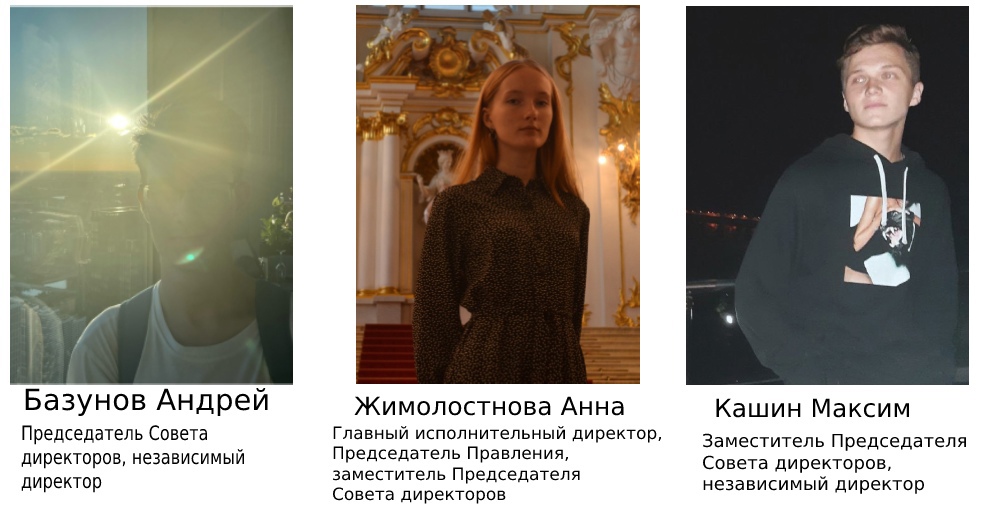 Базунов Андрей
Председатель Совета
директоров, независимый
директор
Жимолостнова Анна
Главный исполнительный директор,
Председатель Правления,
заместитель Председателя
Совета директоров
Кашин Максим
Заместитель Председателя
Совета директоров,
независимый директор